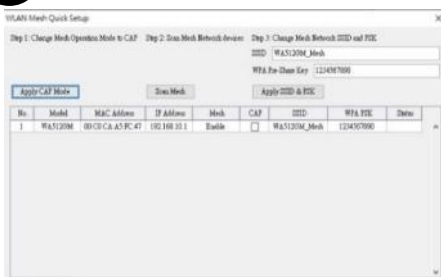 WLAN Mesh Quick Setup
Step 1: Change Mesh Operation Mode to CAP Step 2: Scan Mesh Network devices Step 3: Change Mesh Network SSID and PSK
SSID WA5120M_Mesh
WPA Pre-Share Key 1234567890
Apply CAP Mode Scan Mesh Apply SSID & PSK
No. Model MAC Address IP Address Mesh CAP SSID WPA PSK Status
1 WA5120M 00:C0:CA:A5:FC:47 192.168.10.1 Enable WA5120M_Mesh 1234567890